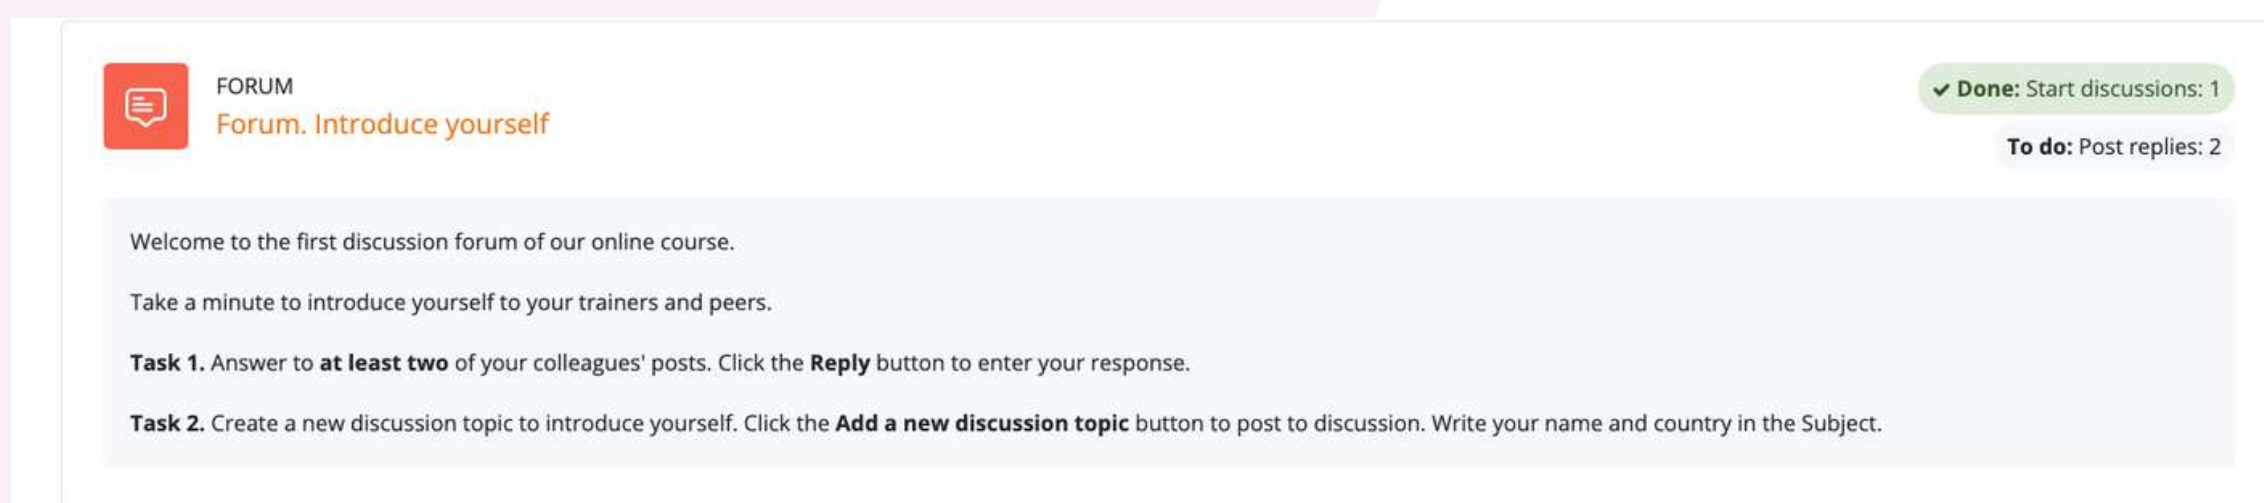 FORUM
Forum. Introduce yourself
✔ Done: Start discussions: 1
To do: Post replies: 2
Welcome to the first discussion forum of our online course.
Take a minute to introduce yourself to your trainers and peers.
Task 1. Answer to at least two of your colleagues' posts. Click the Reply button to enter your response.
Task 2. Create a new discussion topic to introduce yourself. Click the Add a new discussion topic button to post to discussion. Write your name and country in the Subject.